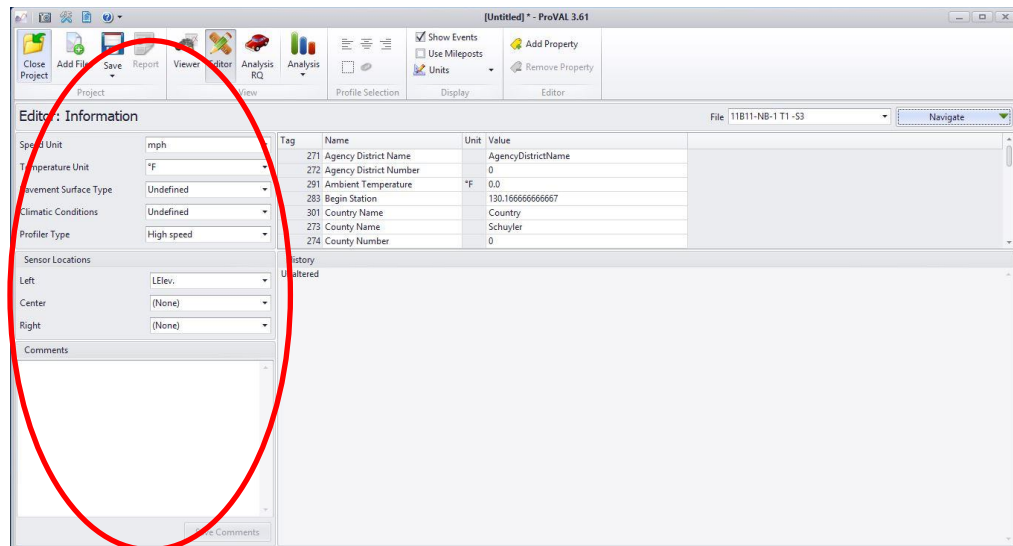 [Untitled] * - ProVAL 3.61
Close Project
Add File
Save
Report
Project
Viewer
Editor
Analysis RQ
View
Analysis
Profile Selection
Show Events
Use Mileposts
Units
Display
Add Property
Remove Property
Editor
Editor: Information
File 11B11-NB-1 T1 -S3
Navigate
Speed Unit mph
Temperature Unit °F
Pavement Surface Type Undefined
Climatic Conditions Undefined
Profiler Type High speed
Sensor Locations
Left LElev.
Center (None)
Right (None)
Comments
Save Comments
Tag Name Unit Value
271 Agency District Name AgencyDistrictName
272 Agency District Number 0
291 Ambient Temperature °F 0.0
283 Begin Station 130.166666666667
301 Country Name Country
273 County Name Schuyler
274 County Number 0
History
Unaltered